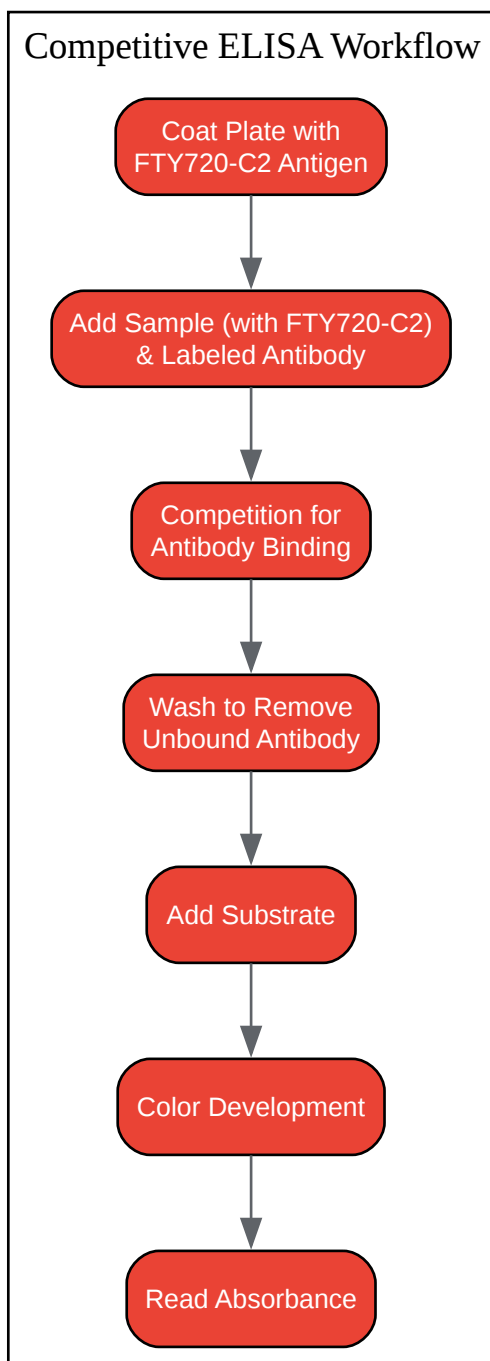 Competitive ELISA Workflow
Coat Plate with
FTY720-C2 Antigen
Add Sample (with FTY720-C2)
& Labeled Antibody
Competition for
Antibody Binding
Wash to Remove
Unbound Antibody
Add Substrate
Color Development
Read Absorbance